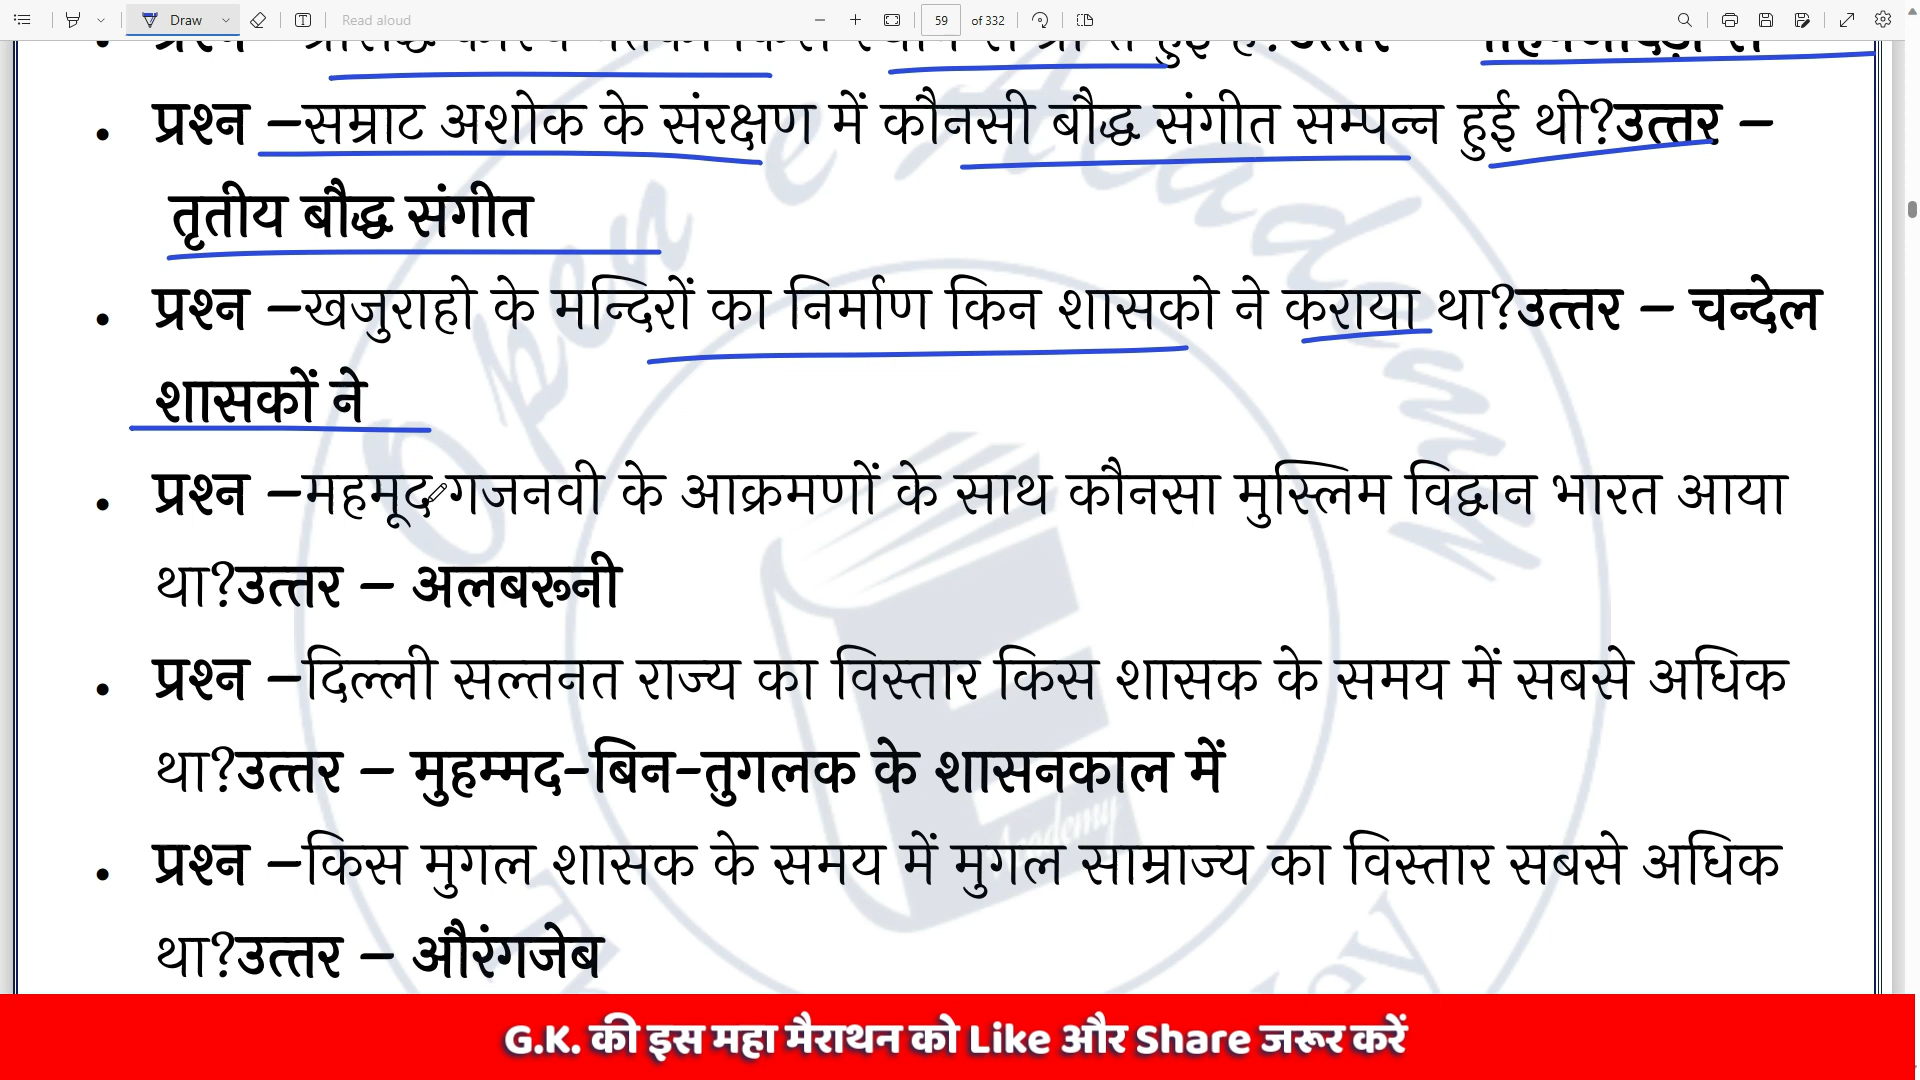 Draw Read aloud 59 of 332
प्रश्न –सम्राट अशोक के संरक्षण में कौनसी बौद्ध संगीत सम्पन्न हुई थी?उत्तर –
तृतीय बौद्ध संगीत
प्रश्न –खजुराहो के मन्दिरों का निर्माण किन शासको ने कराया था?उत्तर – चन्देल
शासकों ने
प्रश्न –महमूद गजनवी के आक्रमणों के साथ कौनसा मुस्लिम विद्वान भारत आया
था?उत्तर – अलबरूनी
प्रश्न –दिल्ली सल्तनत राज्य का विस्तार किस शासक के समय में सबसे अधिक
था?उत्तर – मुहम्मद-बिन-तुगलक के शासनकाल में
प्रश्न –किस मुगल शासक के समय में मुगल साम्राज्य का विस्तार सबसे अधिक
था?उत्तर – औरंगजेब
Open e Academy
Academy
G.K. की इस महा मैराथन को Like और Share जरूर करें